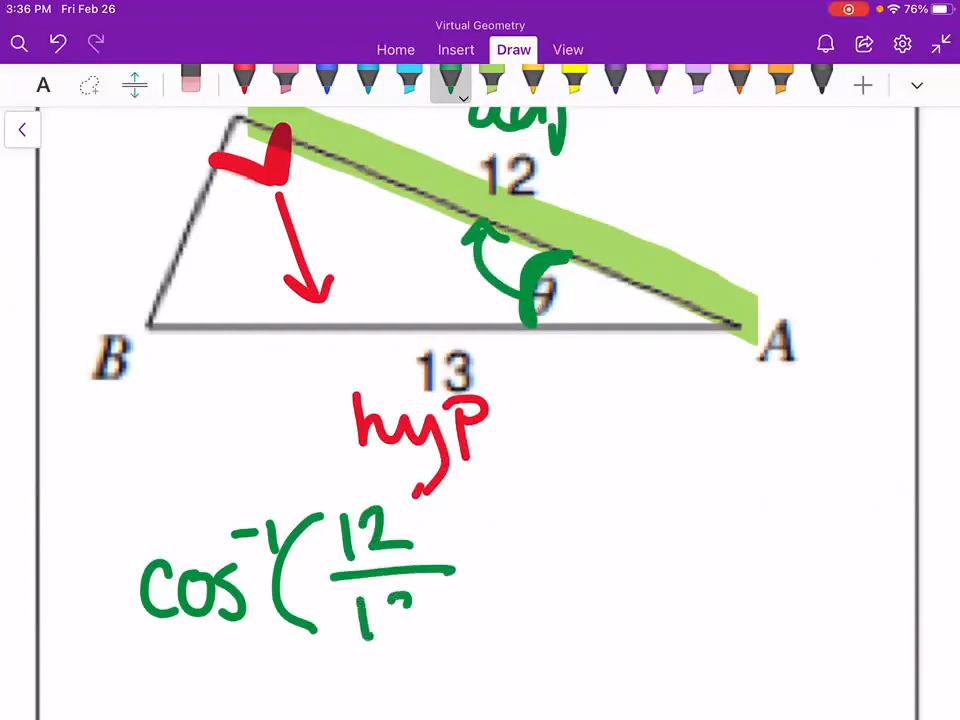 3:36 PM Fri Feb 26
76%
Virtual Geometry
Home Insert Draw View
A
12
θ
B
A
13
hyp
cos⁻¹( 12
1